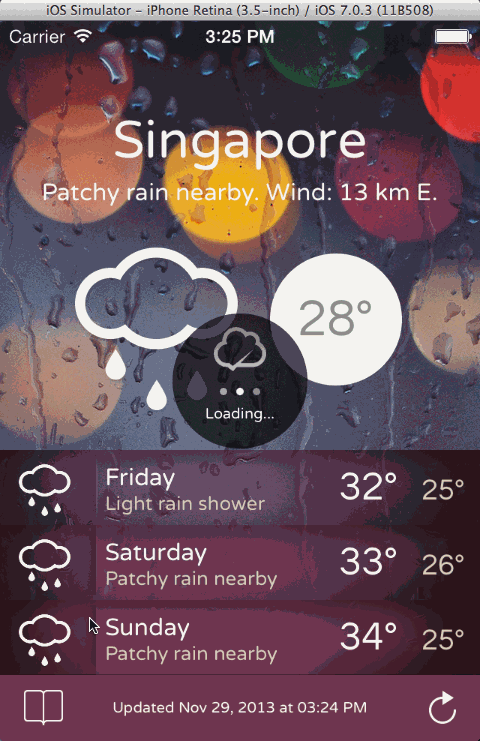 iOS Simulator – iPhone Retina (3.5-inch) / iOS 7.0.3 (11B508)
Carrier 3:25 PM
Singapore
Patchy rain nearby. Wind: 13 km E.
28°
Loading...
Friday 32° 25°
Light rain shower
Saturday 33° 26°
Patchy rain nearby
Sunday 34° 25°
Patchy rain nearby
Updated Nov 29, 2013 at 03:24 PM